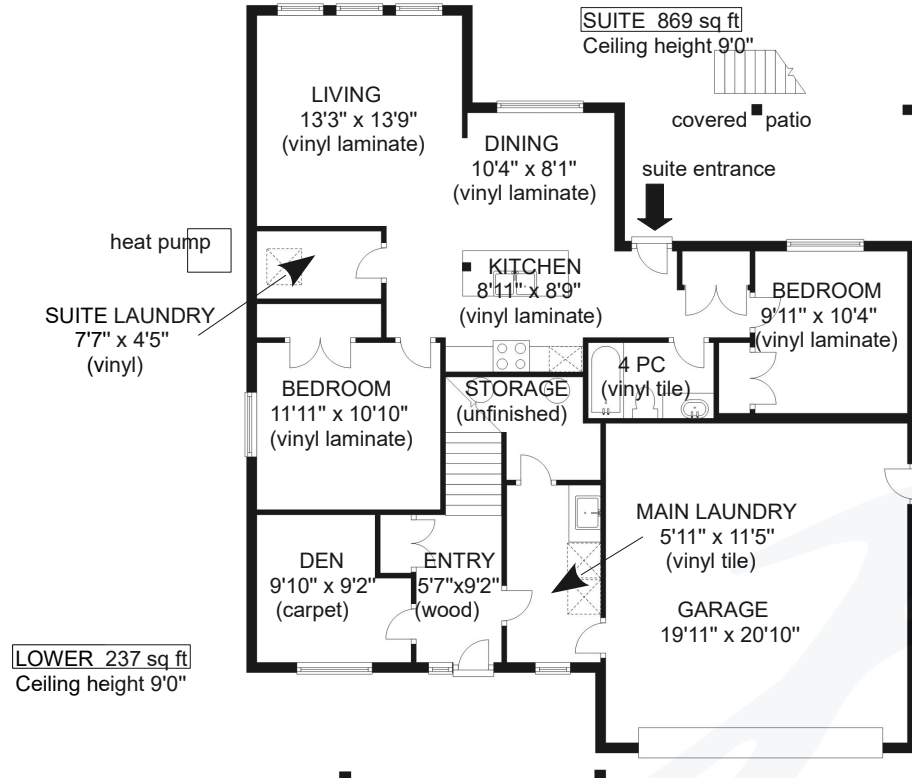 SUITE 869 sq ft
Ceiling height 9'0"
LIVING
13'3" x 13'9"
(vinyl laminate)
covered patio
DINING
10'4" x 8'1"
(vinyl laminate)
suite entrance
heat pump
KITCHEN
8'11" x 8'9"
(vinyl laminate)
BEDROOM
9'11" x 10'4"
(vinyl laminate)
SUITE LAUNDRY
7'7" x 4'5"
(vinyl)
4 PC
(vinyl tile)
BEDROOM
11'11" x 10'10"
(vinyl laminate)
STORAGE
(unfinished)
MAIN LAUNDRY
5'11" x 11'5"
(vinyl tile)
DEN
9'10" x 9'2"
(carpet)
ENTRY
5'7"x9'2"
(wood)
GARAGE
19'11" x 20'10"
LOWER 237 sq ft
Ceiling height 9'0"